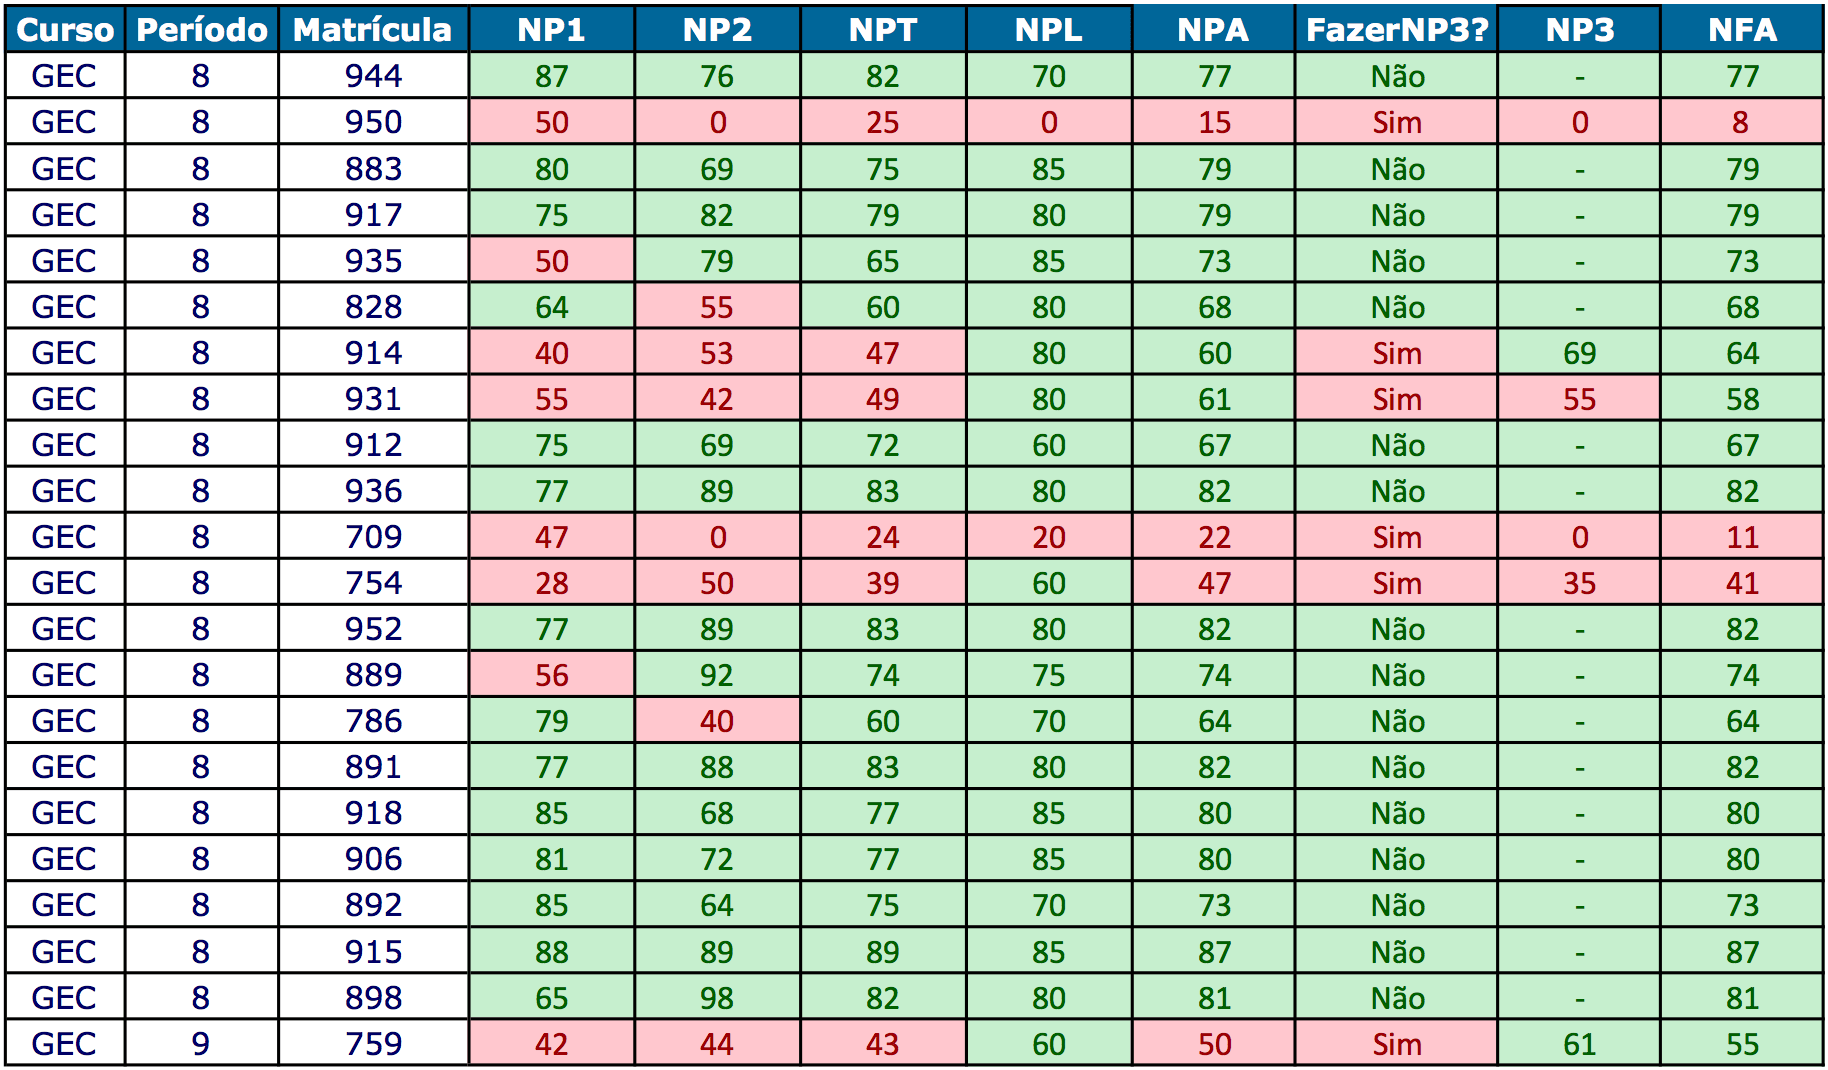 Curso Período Matrícula NP1 NP2 NPT NPL NPA FazerNP3? NP3 NFA
GEC 8 944 87 76 82 70 77 Não - 77
GEC 8 950 50 0 25 0 15 Sim 0 8
GEC 8 883 80 69 75 85 79 Não - 79
GEC 8 917 75 82 79 80 79 Não - 79
GEC 8 935 50 79 65 85 73 Não - 73
GEC 8 828 64 55 60 80 68 Não - 68
GEC 8 914 40 53 47 80 60 Sim 69 64
GEC 8 931 55 42 49 80 61 Sim 55 58
GEC 8 912 75 69 72 60 67 Não - 67
GEC 8 936 77 89 83 80 82 Não - 82
GEC 8 709 47 0 24 20 22 Sim 0 11
GEC 8 754 28 50 39 60 47 Sim 35 41
GEC 8 952 77 89 83 80 82 Não - 82
GEC 8 889 56 92 74 75 74 Não - 74
GEC 8 786 79 40 60 70 64 Não - 64
GEC 8 891 77 88 83 80 82 Não - 82
GEC 8 918 85 68 77 85 80 Não - 80
GEC 8 906 81 72 77 85 80 Não - 80
GEC 8 892 85 64 75 70 73 Não - 73
GEC 8 915 88 89 89 85 87 Não - 87
GEC 8 898 65 98 82 80 81 Não - 81
GEC 9 759 42 44 43 60 50 Sim 61 55